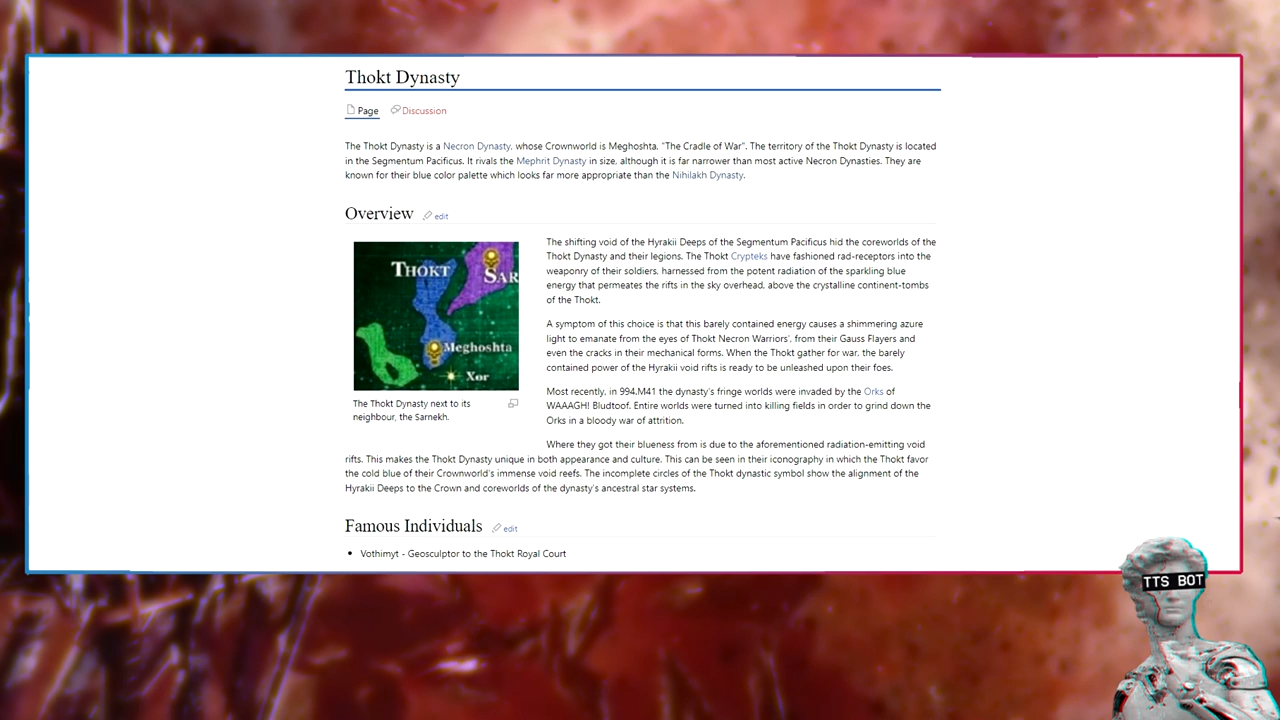 Thokt Dynasty
Page Discussion
The Thokt Dynasty is a Necron Dynasty, whose Crownworld is Meghoshta, "The Cradle of War". The territory of the Thokt Dynasty is located
in the Segmentum Pacificus. It rivals the Mephrit Dynasty in size, although it is far narrower than most active Necron Dynasties. They are
known for their blue color palette which looks far more appropriate than the Nihilakh Dynasty.
Overview edit
The shifting void of the Hyrakii Deeps of the Segmentum Pacificus hid the coreworlds of the
Thokt Dynasty and their legions. The Thokt Crypteks have fashioned rad-receptors into the
weaponry of their soldiers, harnessed from the potent radiation of the sparkling blue
energy that permeates the rifts in the sky overhead, above the crystalline continent-tombs
of the Thokt.
THOKT
SAR
Meghoshta
Xor
The Thokt Dynasty next to its
neighbour, the Sarnekh.
A symptom of this choice is that this barely contained energy causes a shimmering azure
light to emanate from the eyes of Thokt Necron Warriors', from their Gauss Flayers and
even the cracks in their mechanical forms. When the Thokt gather for war, the barely
contained power of the Hyrakii void rifts is ready to be unleashed upon their foes.
Most recently, in 994.M41 the dynasty's fringe worlds were invaded by the Orks of
WAAAGH! Bludtoof. Entire worlds were turned into killing fields in order to grind down the
Orks in a bloody war of attrition.
Where they got their blueness from is due to the aforementioned radiation-emitting void
rifts. This makes the Thokt Dynasty unique in both appearance and culture. This can be seen in their iconography in which the Thokt favor
the cold blue of their Crownworld's immense void reefs. The incomplete circles of the Thokt dynastic symbol show the alignment of the
Hyrakii Deeps to the Crown and coreworlds of the dynasty's ancestral star systems.
Famous Individuals edit
• Vothimyt - Geosculptor to the Thokt Royal Court
TTS BOT